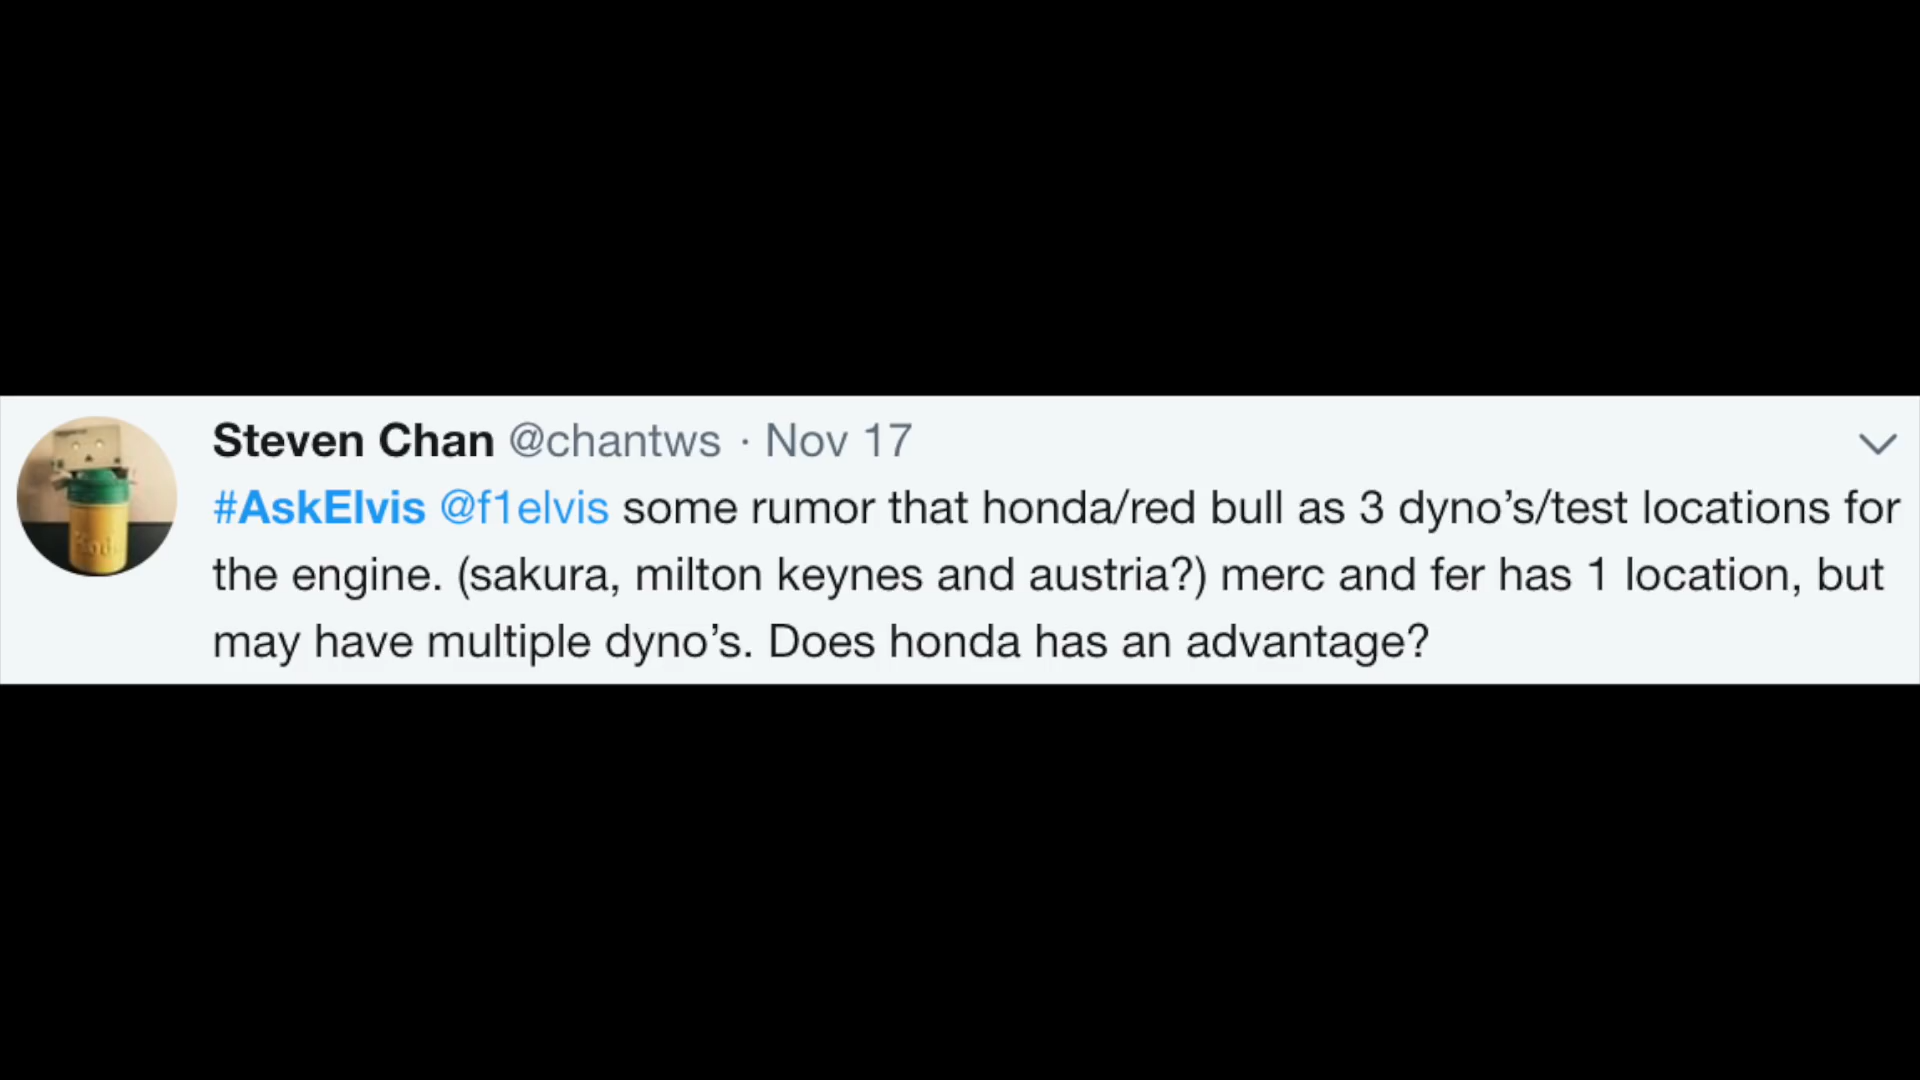 Steven Chan @chantws · Nov 17
#AskElvis @f1elvis some rumor that honda/red bull as 3 dyno’s/test locations for
the engine. (sakura, milton keynes and austria?) merc and fer has 1 location, but
may have multiple dyno’s. Does honda has an advantage?